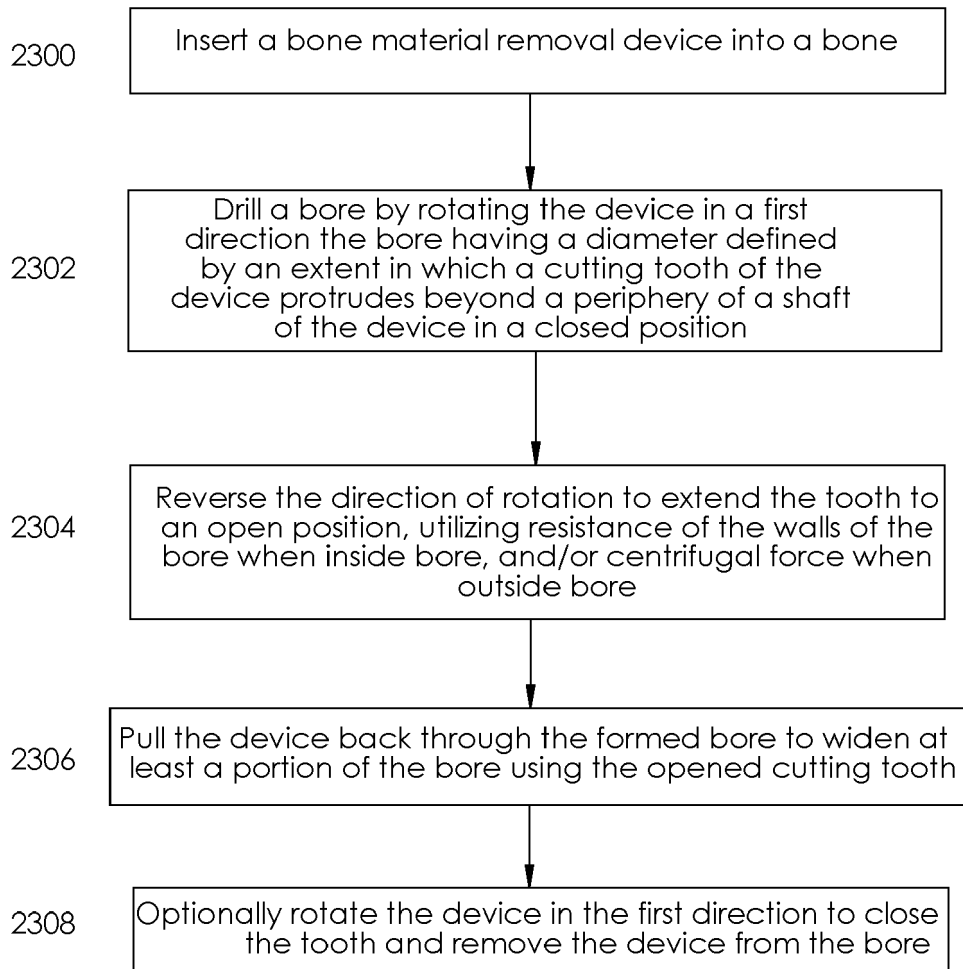 2300
Insert a bone material removal device into a bone
2302
Drill a bore by rotating the device in a first
direction the bore having a diameter defined
by an extent in which a cutting tooth of the
device protrudes beyond a periphery of a shaft
of the device in a closed position
2304
Reverse the direction of rotation to extend the tooth to
an open position, utilizing resistance of the walls of the
bore when inside bore, and/or centrifugal force when
outside bore
2306
Pull the device back through the formed bore to widen at
least a portion of the bore using the opened cutting tooth
2308
Optionally rotate the device in the first direction to close
the tooth and remove the device from the bore